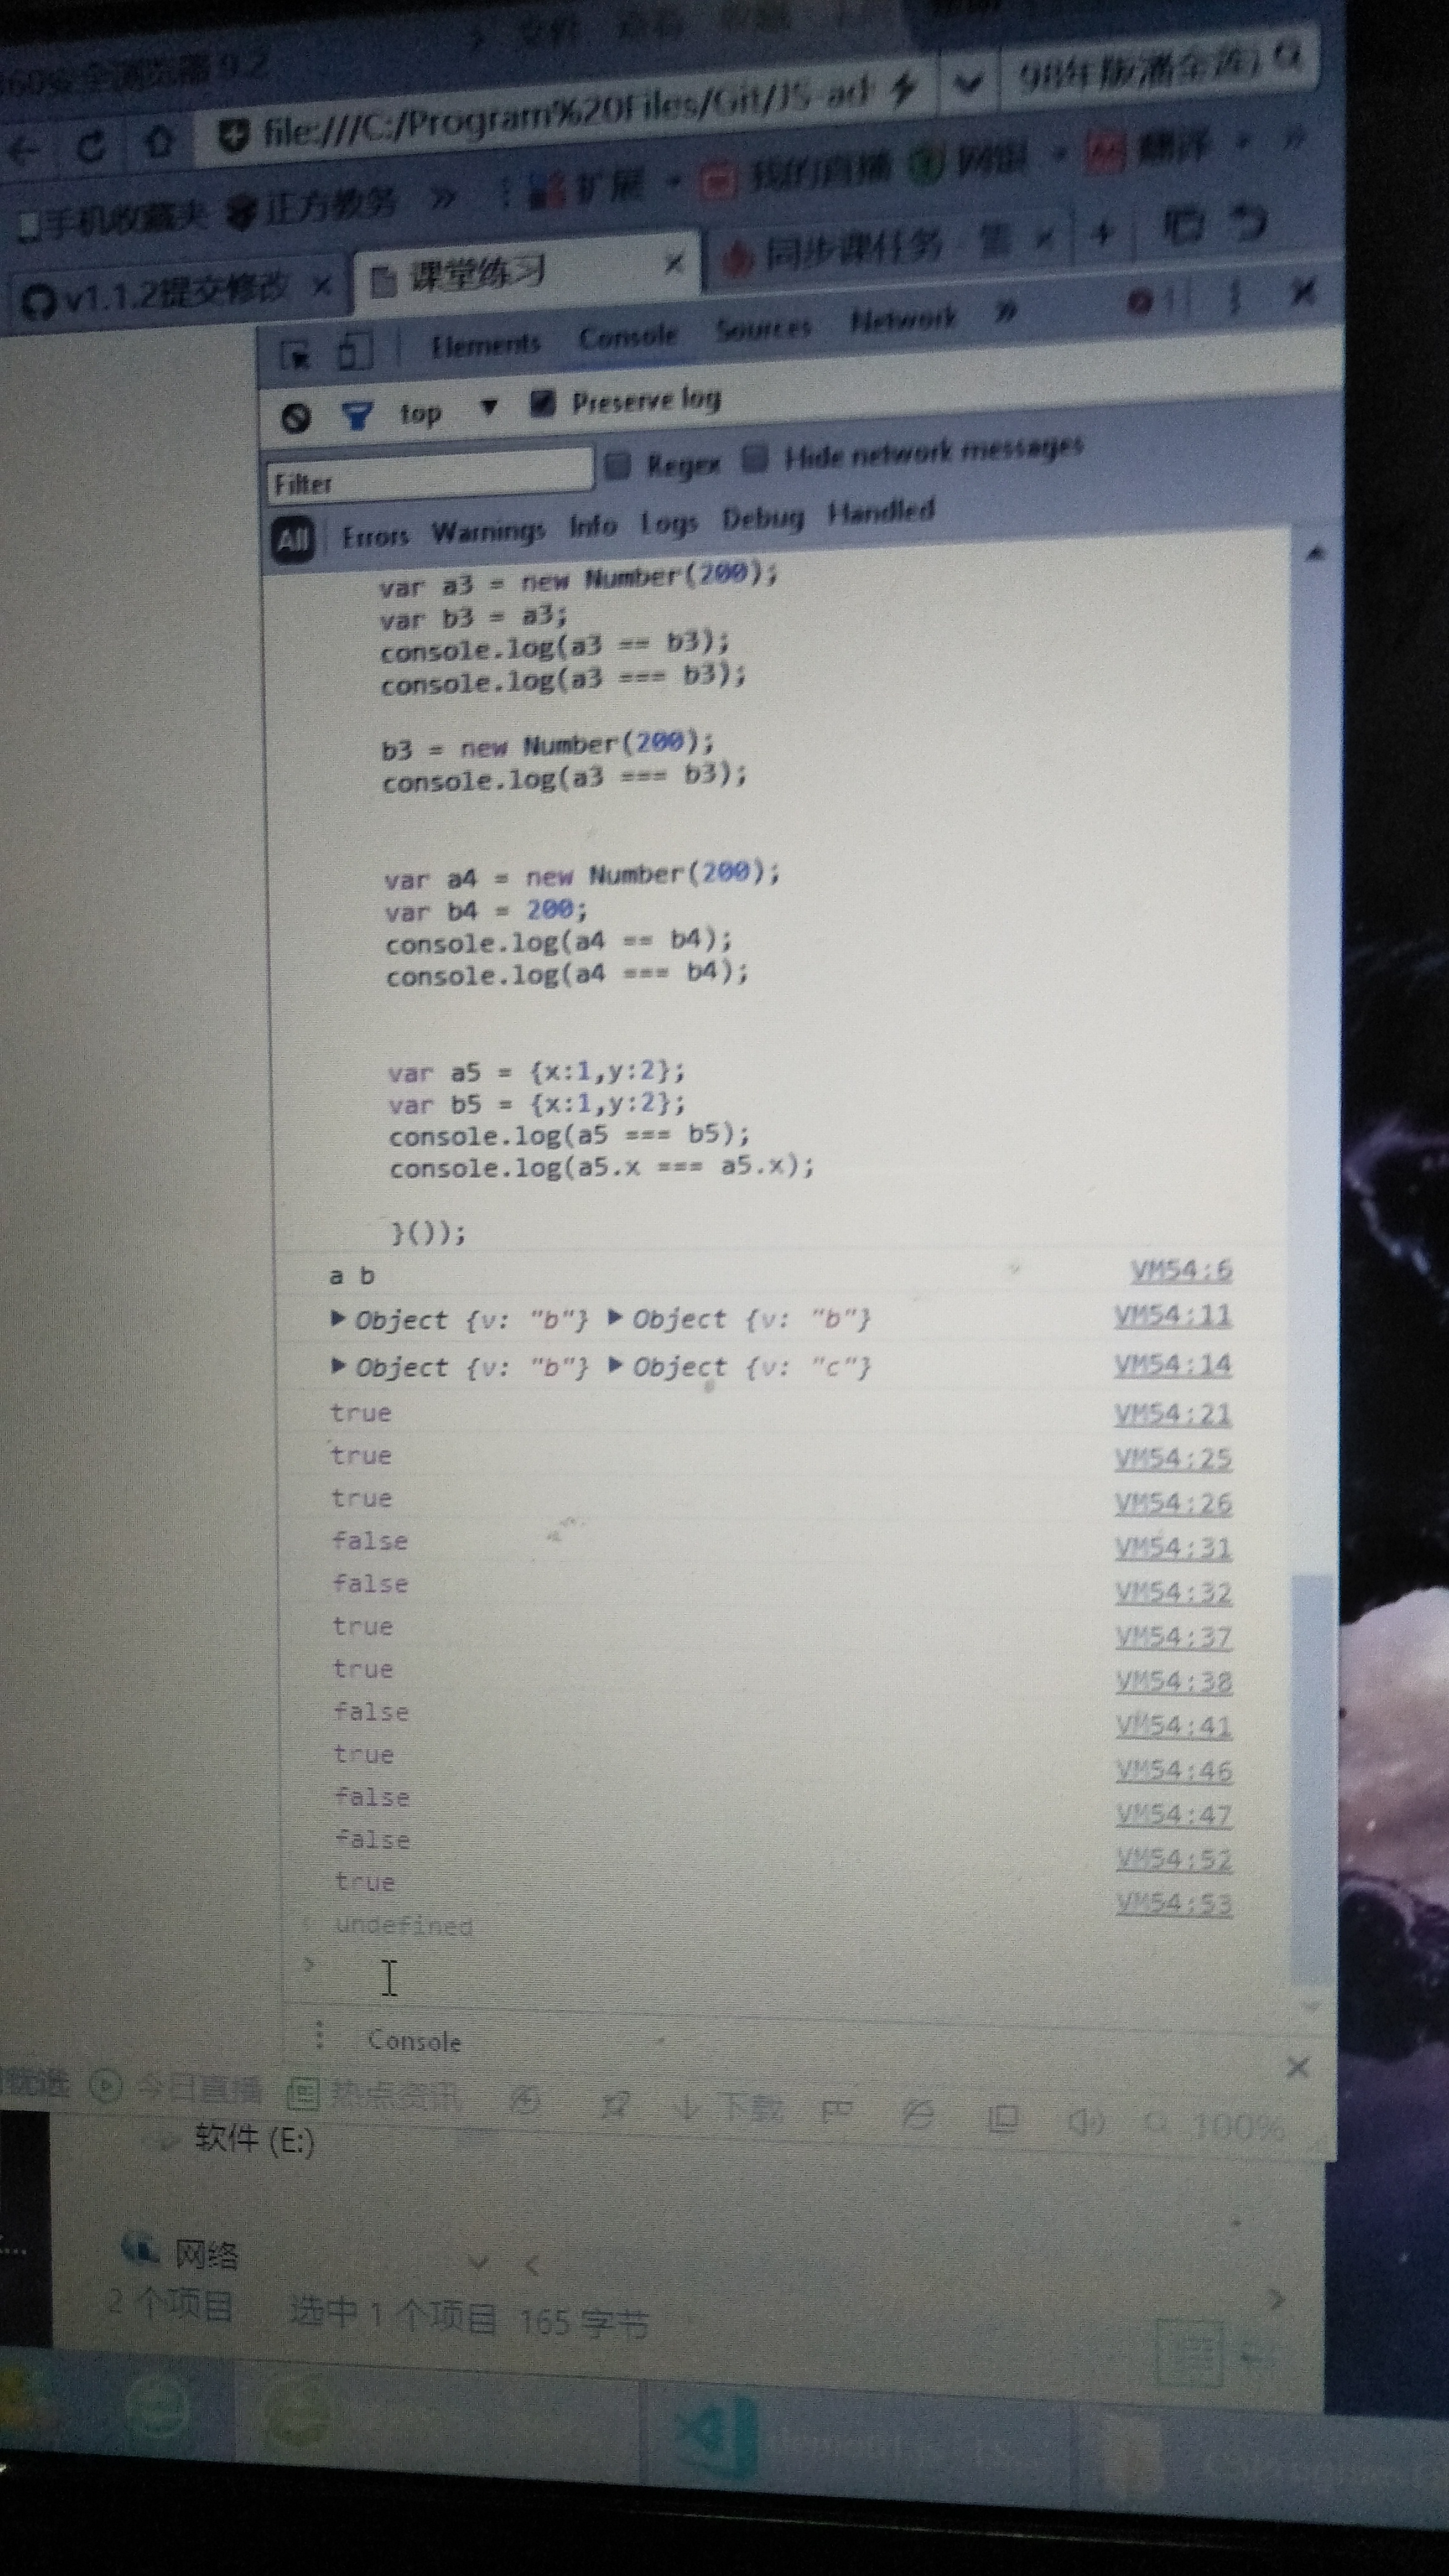 60安全浏览器 9.2
file:///C:/Program%20Files/Git/JS-ad
手机收藏夹 正方教务 » 扩展 我的直播 网银 翻译 »
v1.1.2提交修改 × 课堂练习 × 同步课任务
Elements Console Sources Network »
top ▼ Preserve log
Filter Regex Hide network messages
All Errors Warnings Info Logs Debug Handled
var a3 = new Number(200);
var b3 = a3;
console.log(a3 == b3);
console.log(a3 === b3);
b3 = new Number(200);
console.log(a3 === b3);
var a4 = new Number(200);
var b4 = 200;
console.log(a4 == b4);
console.log(a4 === b4);
var a5 = {x:1,y:2};
var b5 = {x:1,y:2};
console.log(a5 === b5);
console.log(a5.x === a5.x);
}());
a b VM54:6
▶ Object {v: "b"} ▶ Object {v: "b"} VM54:11
▶ Object {v: "b"} ▶ Object {v: "c"} VM54:14
true VM54:21
true VM54:25
true VM54:26
false VM54:31
false VM54:32
true VM54:37
true VM54:38
false VM54:41
true VM54:46
false VM54:47
false VM54:52
true VM54:53
undefined
>
Console
优选 今日直播 热点资讯 下载 100%
软件 (E:)
网络
2 个项目 选中 1 个项目 165 字节